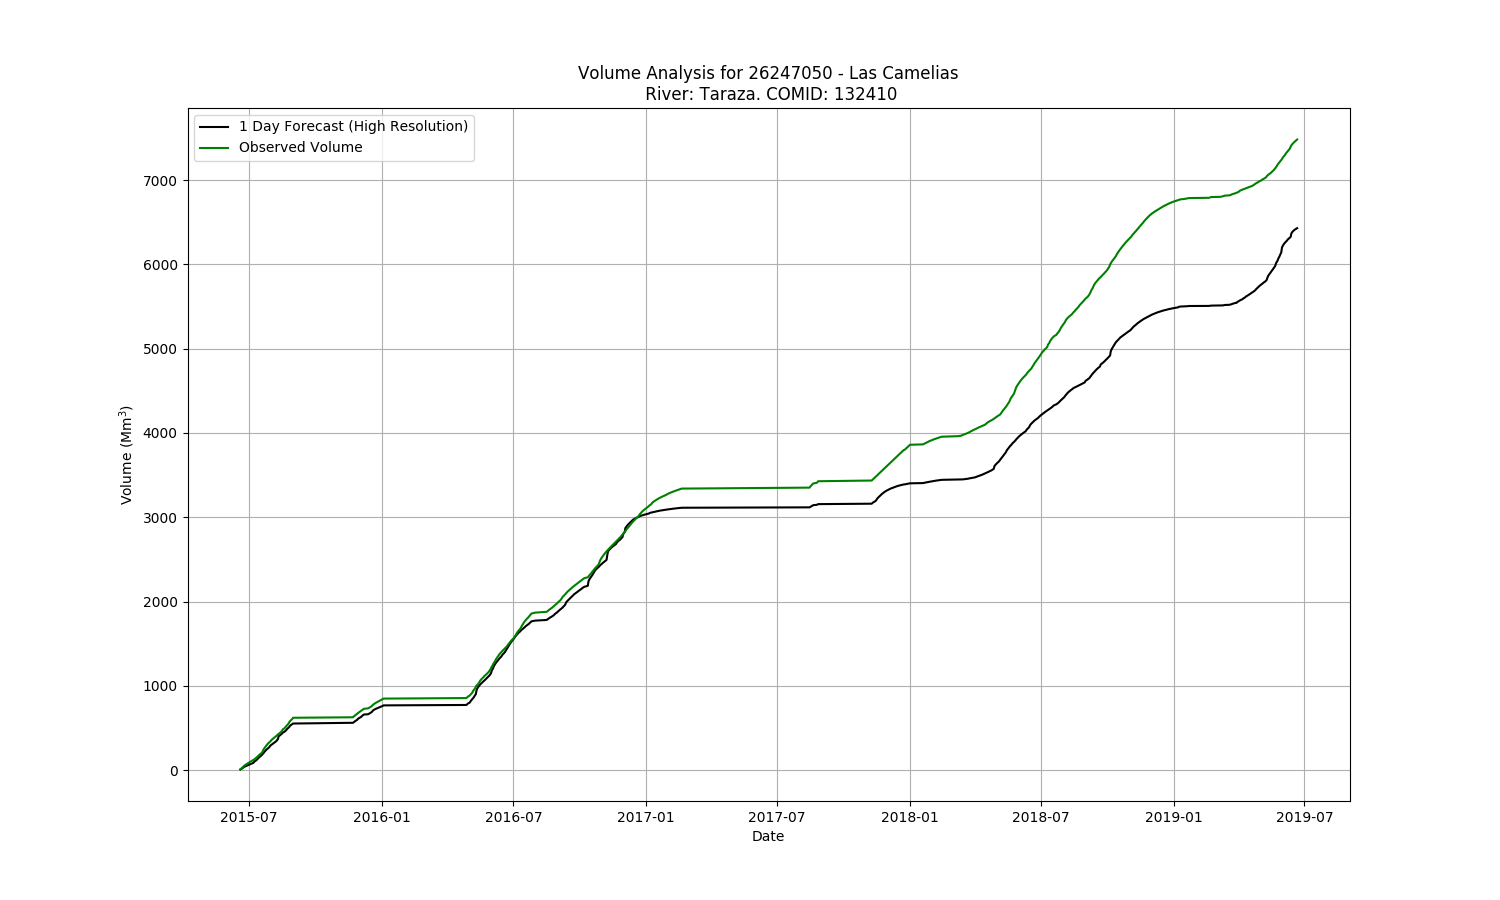 Volume Analysis for 26247050 - Las Camelias
River: Taraza. COMID: 132410
1 Day Forecast (High Resolution)
Observed Volume
Volume (Mm³)
7000
6000
5000
4000
3000
2000
1000
0
2015-07 2016-01 2016-07 2017-01 2017-07 2018-01 2018-07 2019-01 2019-07
Date